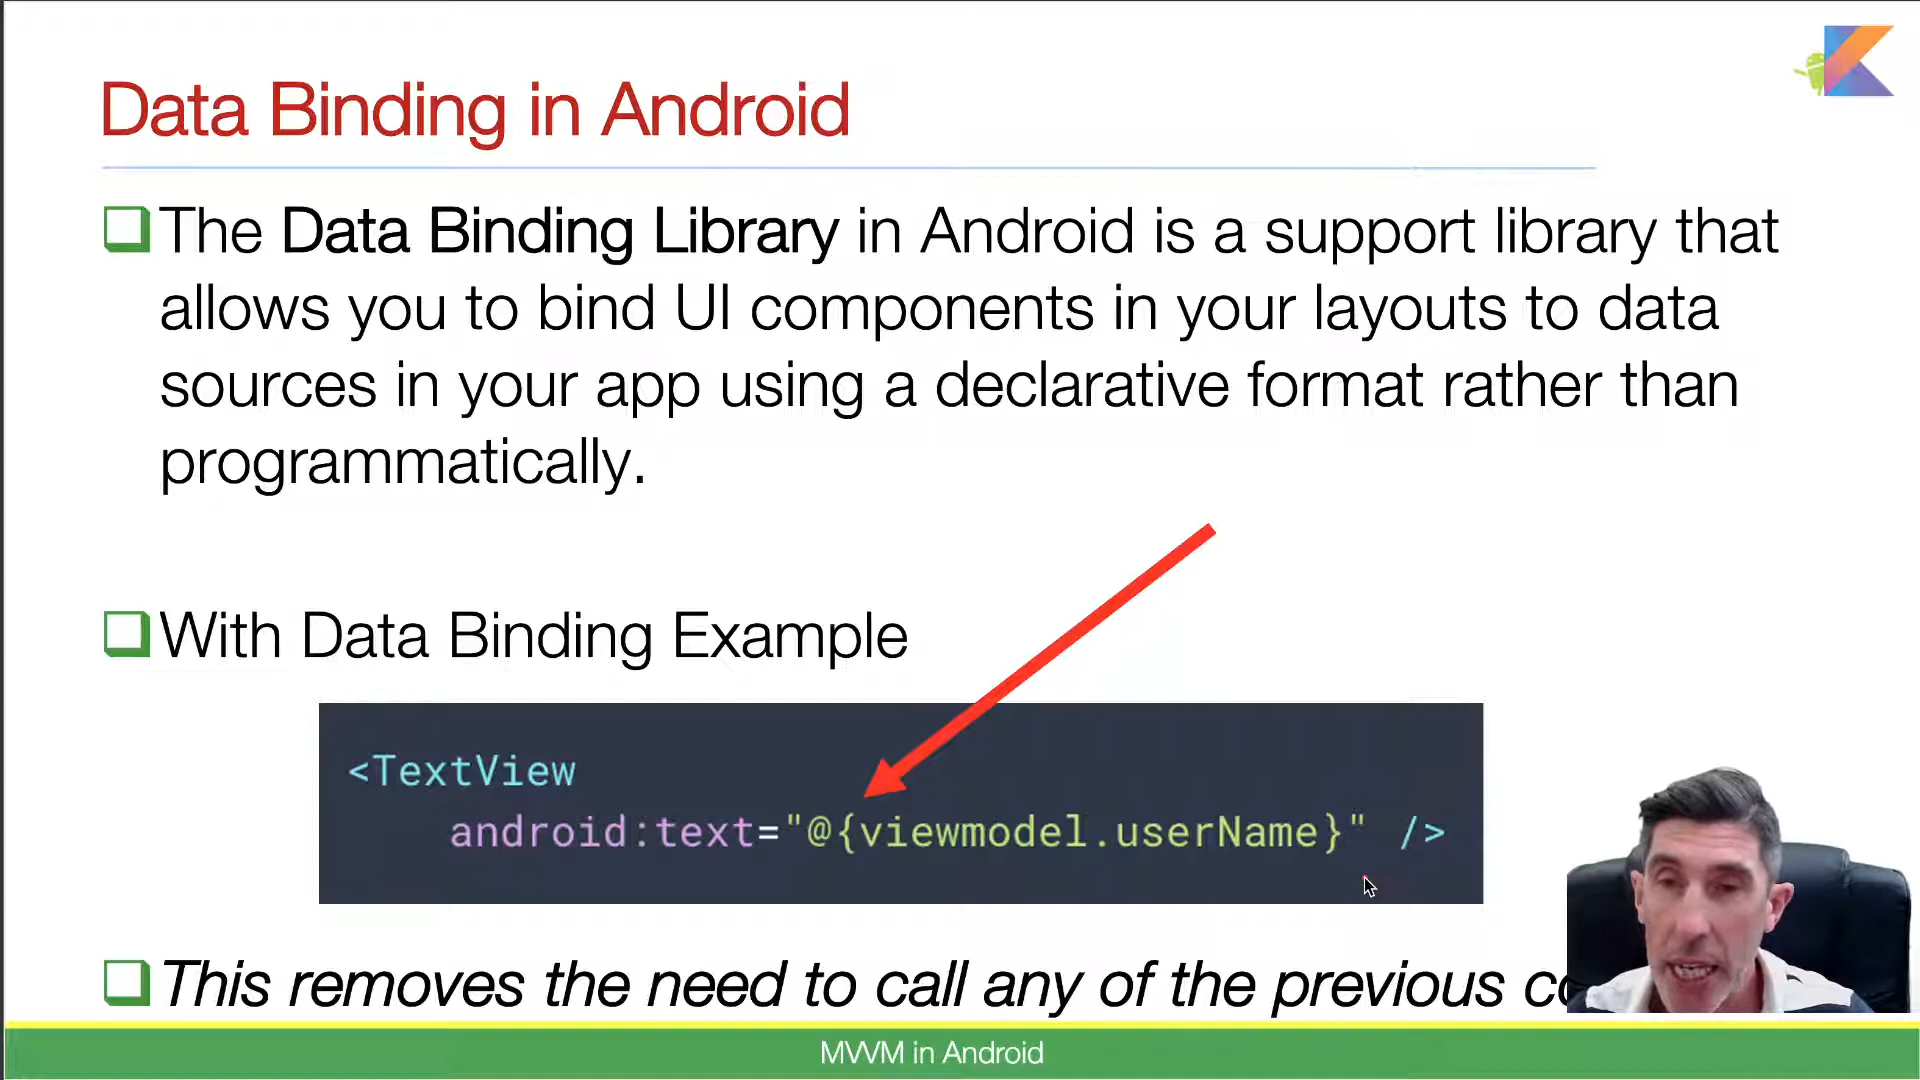 Data Binding in Android
The Data Binding Library in Android is a support library that
allows you to bind UI components in your layouts to data
sources in your app using a declarative format rather than
programmatically.
With Data Binding Example
<TextView
android:text="@{viewmodel.userName}" />
This removes the need to call any of the previous
MVVM in Android